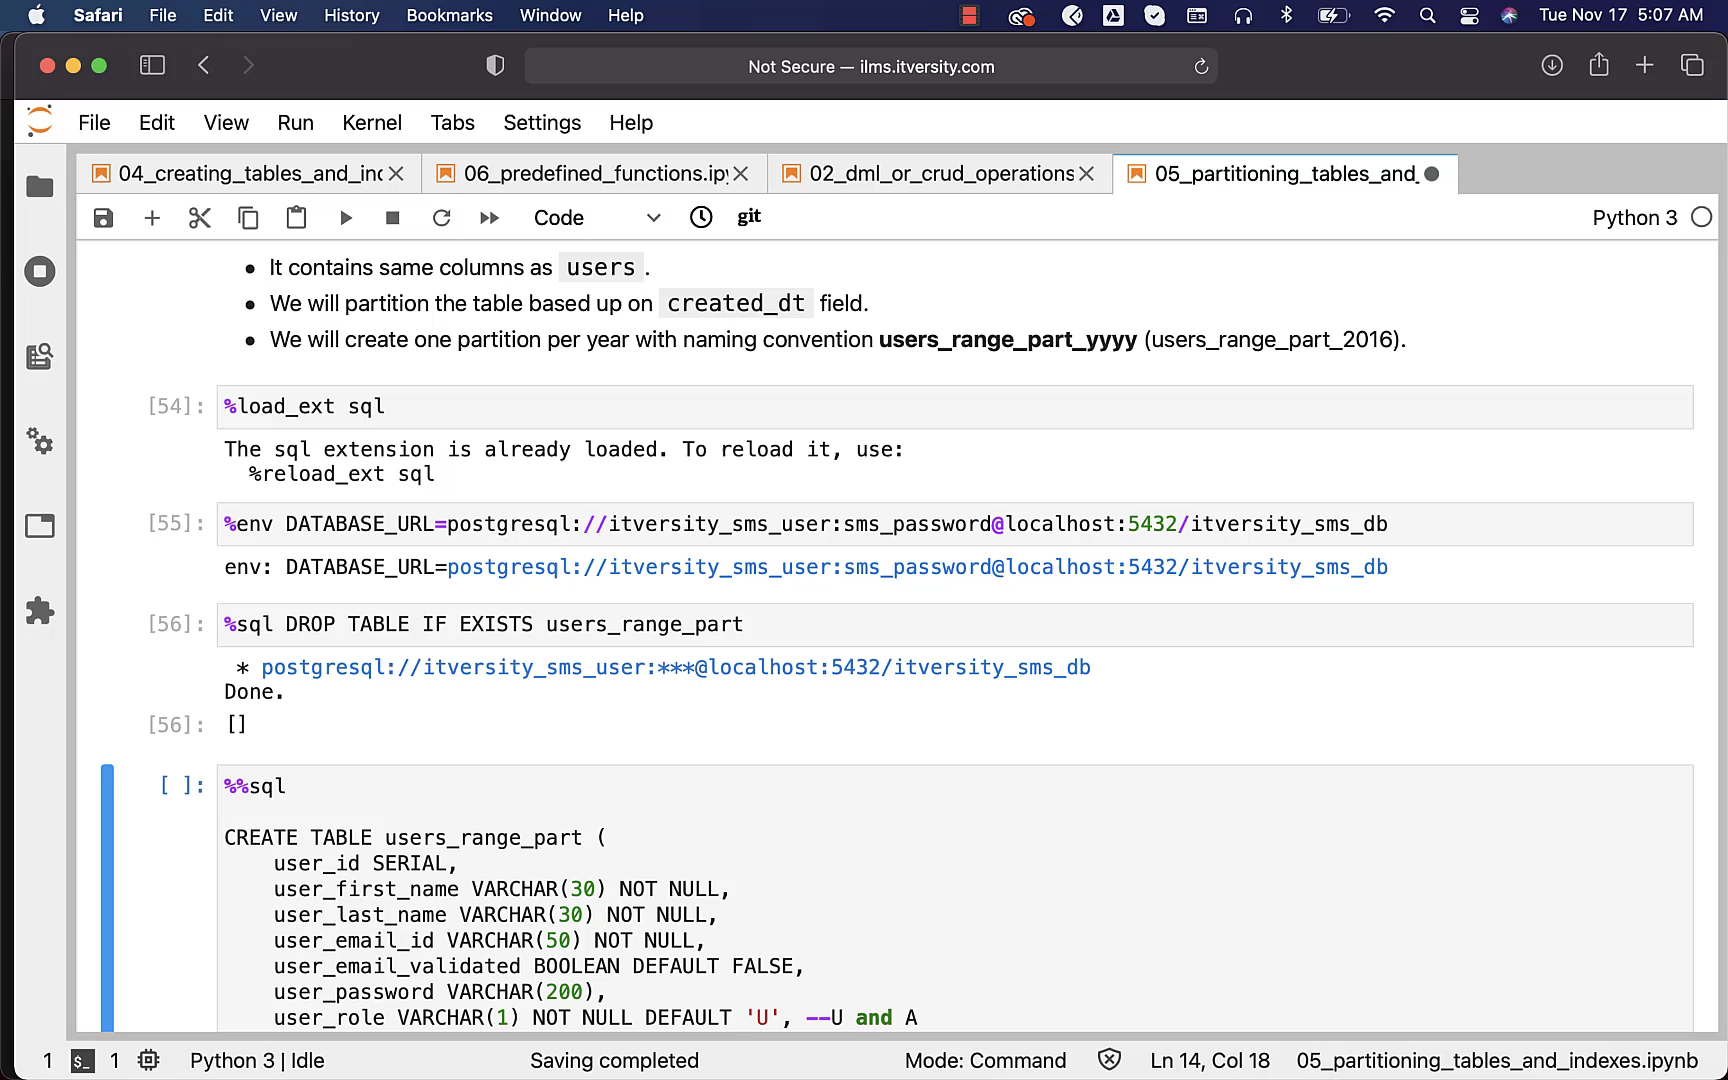 Safari File Edit View History Bookmarks Window Help Tue Nov 17 5:07 AM
Not Secure — ilms.itversity.com
File Edit View Run Kernel Tabs Settings Help
04_creating_tables_and_inc 06_predefined_functions.ipy 02_dml_or_crud_operations 05_partitioning_tables_and_
Code git Python 3
• It contains same columns as users .
• We will partition the table based up on created_dt field.
• We will create one partition per year with naming convention users_range_part_yyyy (users_range_part_2016).
[54]: %load_ext sql
The sql extension is already loaded. To reload it, use:
%reload_ext sql
[55]: %env DATABASE_URL=postgresql://itversity_sms_user:sms_password@localhost:5432/itversity_sms_db
env: DATABASE_URL=postgresql://itversity_sms_user:sms_password@localhost:5432/itversity_sms_db
[56]: %sql DROP TABLE IF EXISTS users_range_part
* postgresql://itversity_sms_user:***@localhost:5432/itversity_sms_db
Done.
[56]: []
[ ]: %%sql
CREATE TABLE users_range_part (
user_id SERIAL,
user_first_name VARCHAR(30) NOT NULL,
user_last_name VARCHAR(30) NOT NULL,
user_email_id VARCHAR(50) NOT NULL,
user_email_validated BOOLEAN DEFAULT FALSE,
user_password VARCHAR(200),
user_role VARCHAR(1) NOT NULL DEFAULT 'U', --U and A
1 $_ 1 Python 3 | Idle Saving completed Mode: Command Ln 14, Col 18 05_partitioning_tables_and_indexes.ipynb